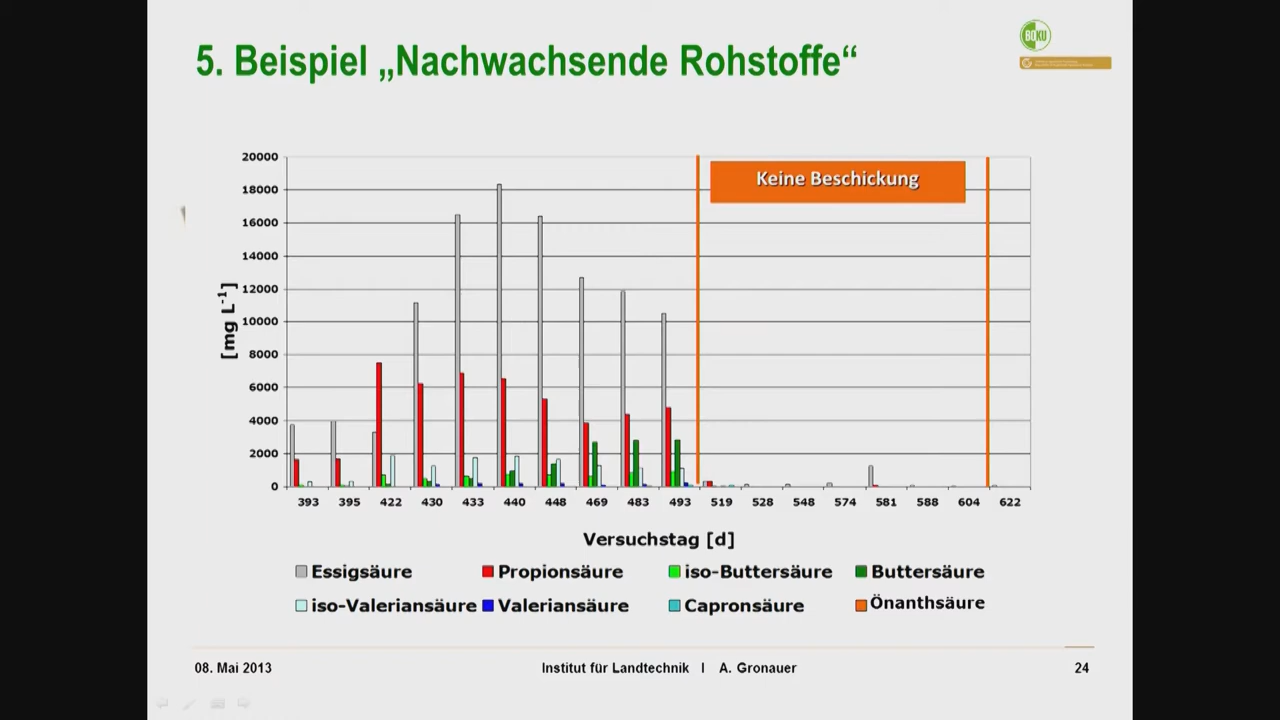 5. Beispiel „Nachwachsende Rohstoffe“
BOKU
20000
18000
16000
14000
12000
10000
8000
6000
4000
2000
0
[mg L-1]
Keine Beschickung
393 395 422 430 433 440 448 469 483 493 519 528 548 574 581 588 604 622
Versuchstag [d]
Essigsäure Propionsäure iso-Buttersäure Buttersäure
iso-Valeriansäure Valeriansäure Capronsäure Önanthsäure
08. Mai 2013 Institut für Landtechnik I A. Gronauer 24